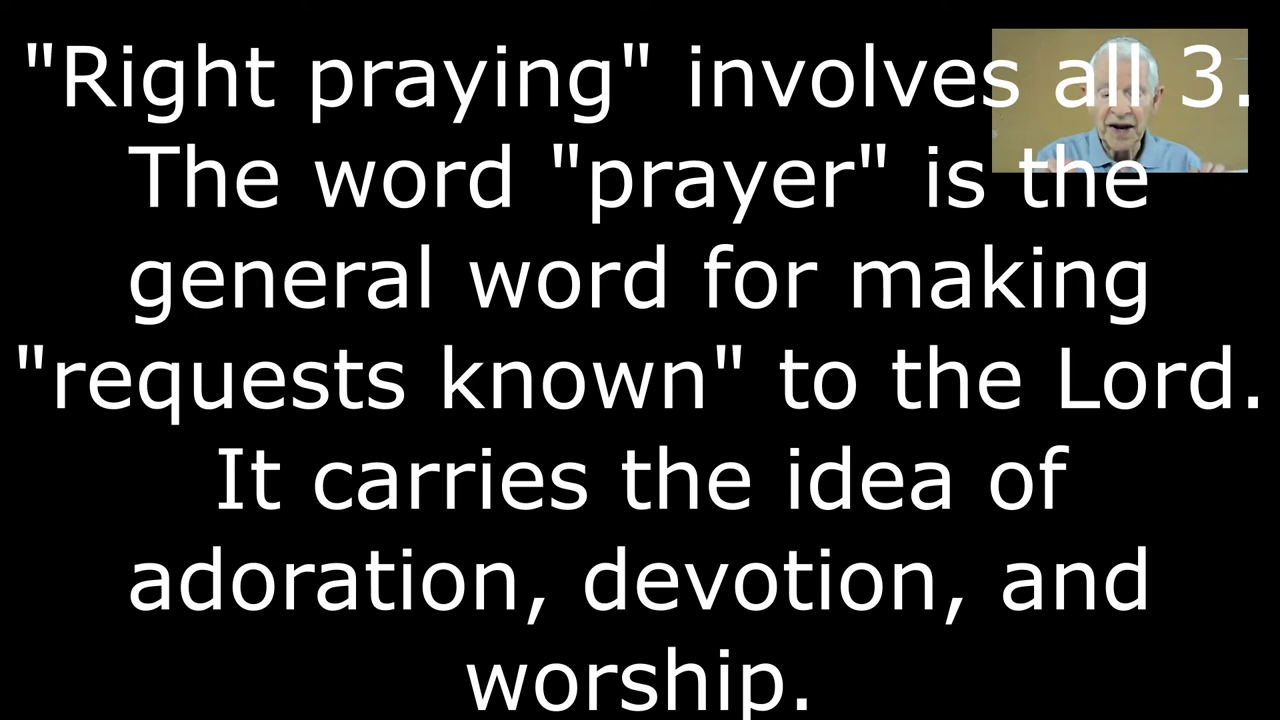 "Right praying" involves all 3.
The word "prayer" is the
general word for making
"requests known" to the Lord.
It carries the idea of
adoration, devotion, and
worship.